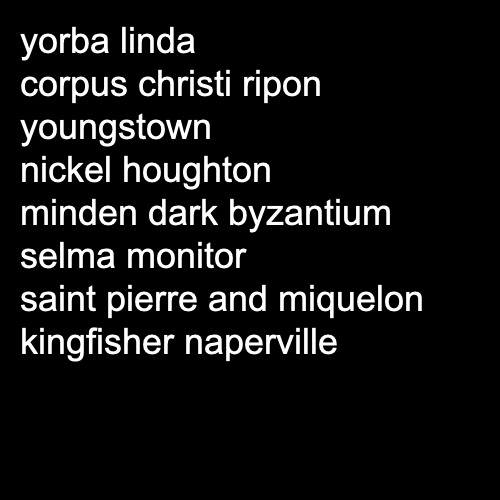 yorba linda
corpus christi ripon
youngstown
nickel houghton
minden dark byzantium
selma monitor
saint pierre and miquelon
kingfisher naperville